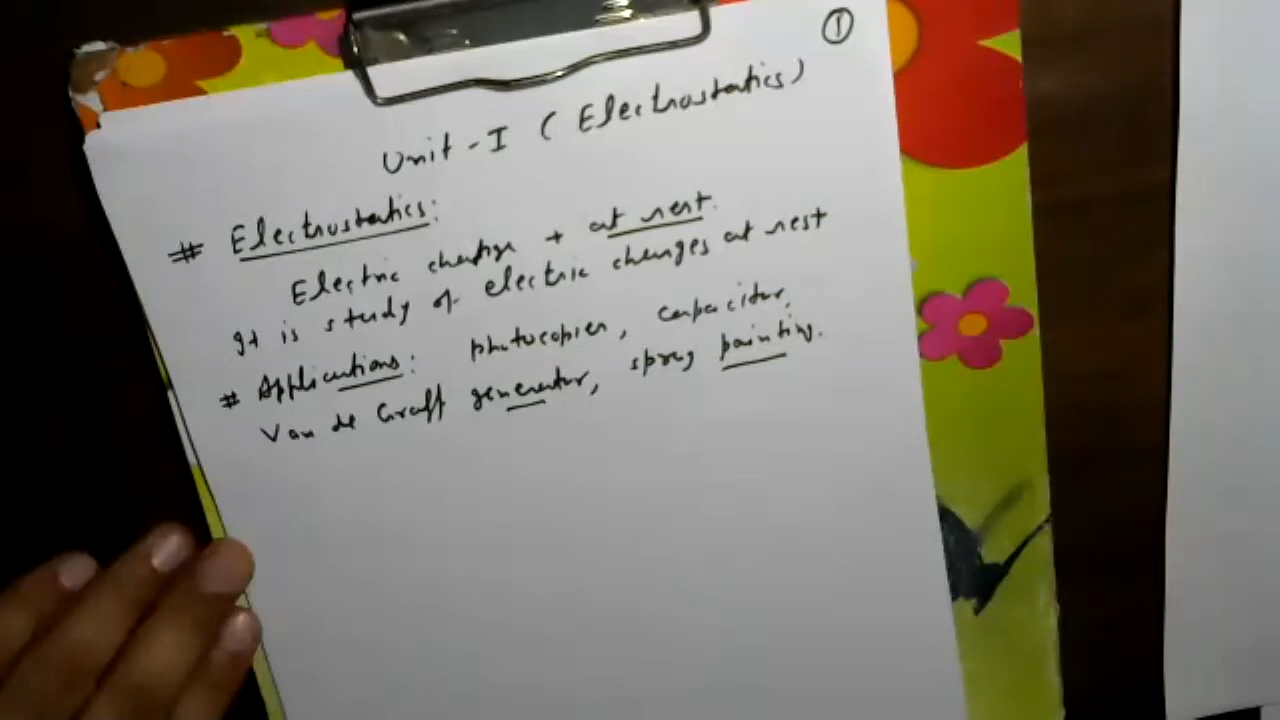 ①
Unit - I ( Electrostatics )
# Electrostatics:
Electric charge + at rest.
It is study of electric charges at rest
# Applications: photocopier, capacitor,
Van de Graff generator, spray painting.